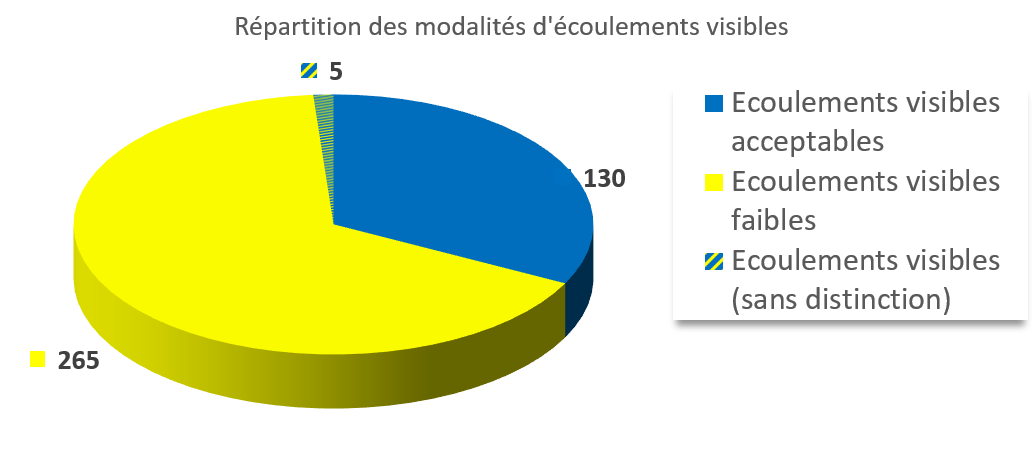 Répartition des modalités d'écoulements visibles
5
130
265
Ecoulements visibles
acceptables
Ecoulements visibles
faibles
Ecoulements visibles
(sans distinction)